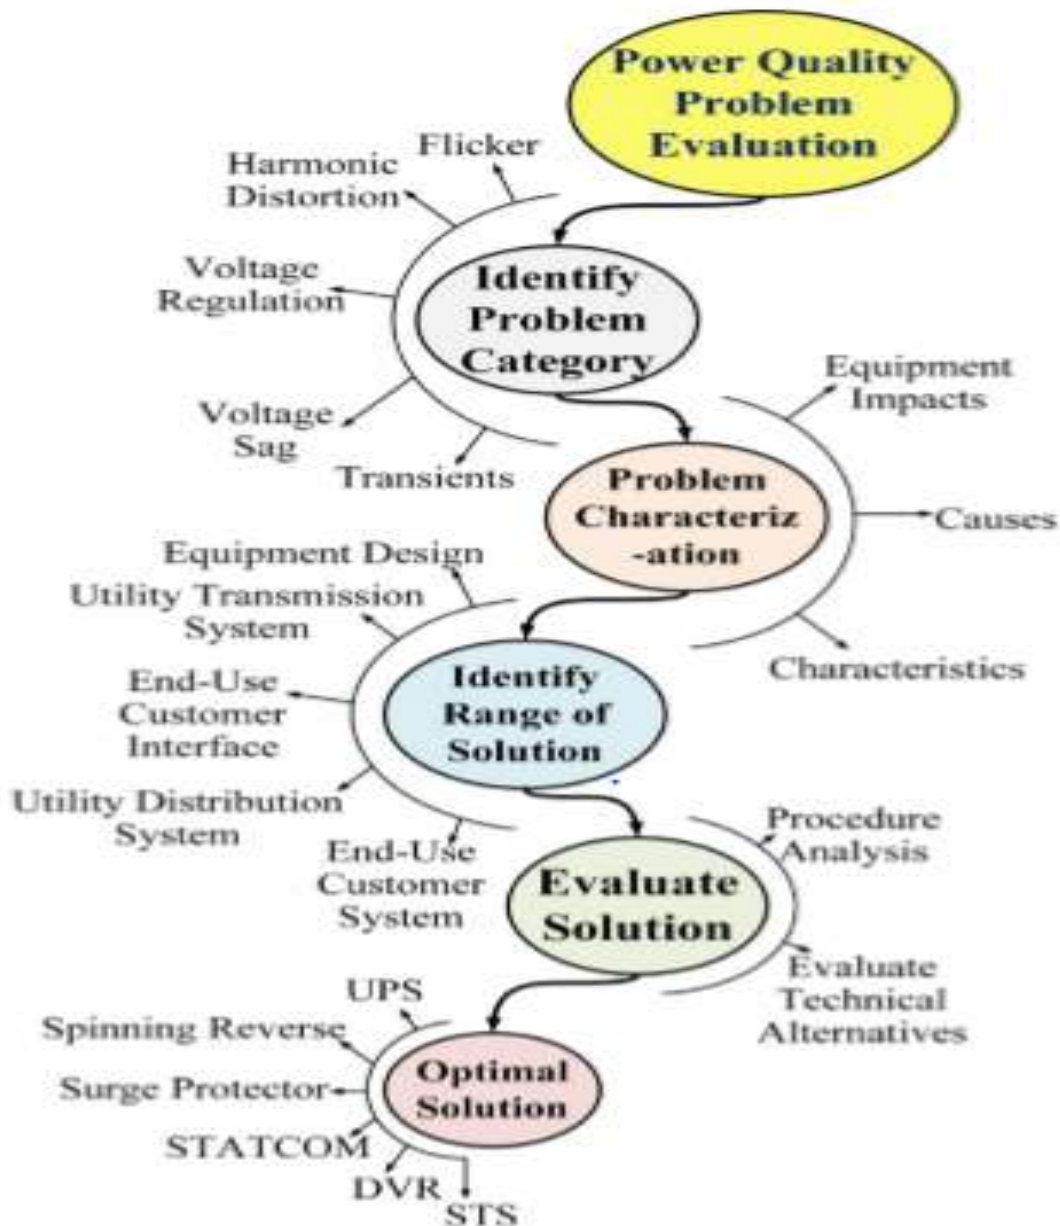 Power Quality
Problem
Evaluation
Flicker
Harmonic
Distortion
Voltage
Regulation
Voltage
Sag
Transients
Identify
Problem
Category
Equipment
Impacts
Causes
Characteristics
Problem
Characteriz
-ation
Equipment Design
Utility Transmission
System
End-Use
Customer
Interface
Utility Distribution
System
End-Use
Customer
System
Identify
Range of
Solution
Procedure
Analysis
Evaluate
Technical
Alternatives
Evaluate
Solution
UPS
Spinning Reverse
Surge Protector
STATCOM
DVR
STS
Optimal
Solution